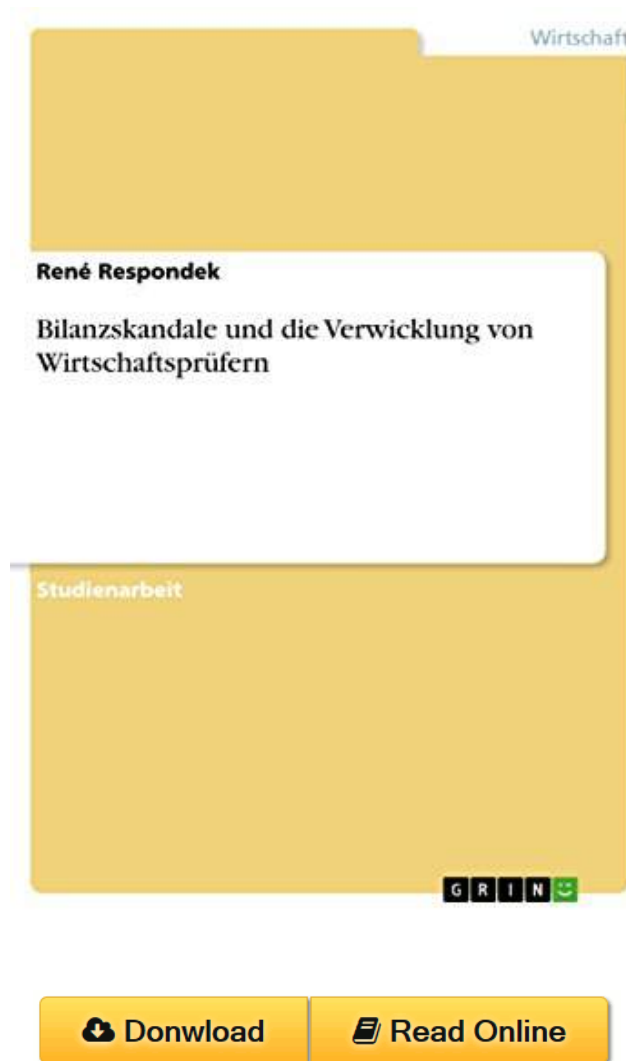 Wirtschaft
René Respondek
Bilanzskandale und die Verwicklung von
Wirtschaftsprüfern
Studienarbeit
GRIN
Donwload
Read Online